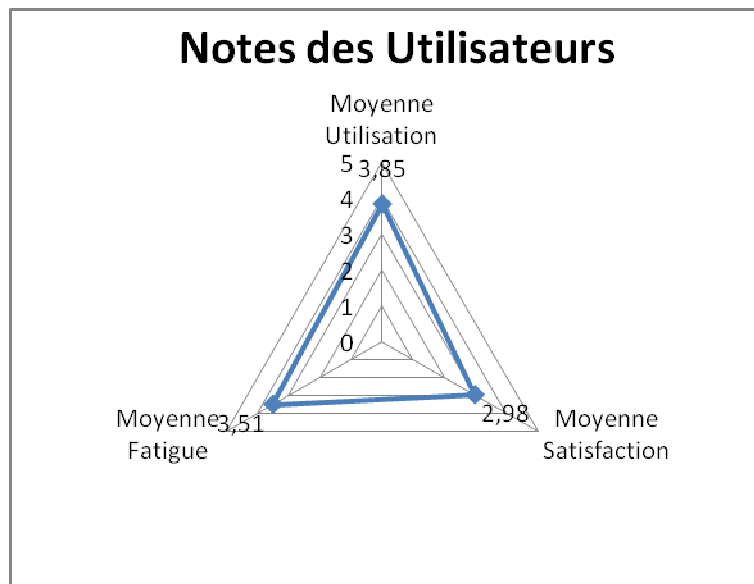 Notes des Utilisateurs
Moyenne
Utilisation
5
3,85
4
3
2
1
0
Moyenne
Fatigue
3,51
2,98
Moyenne
Satisfaction